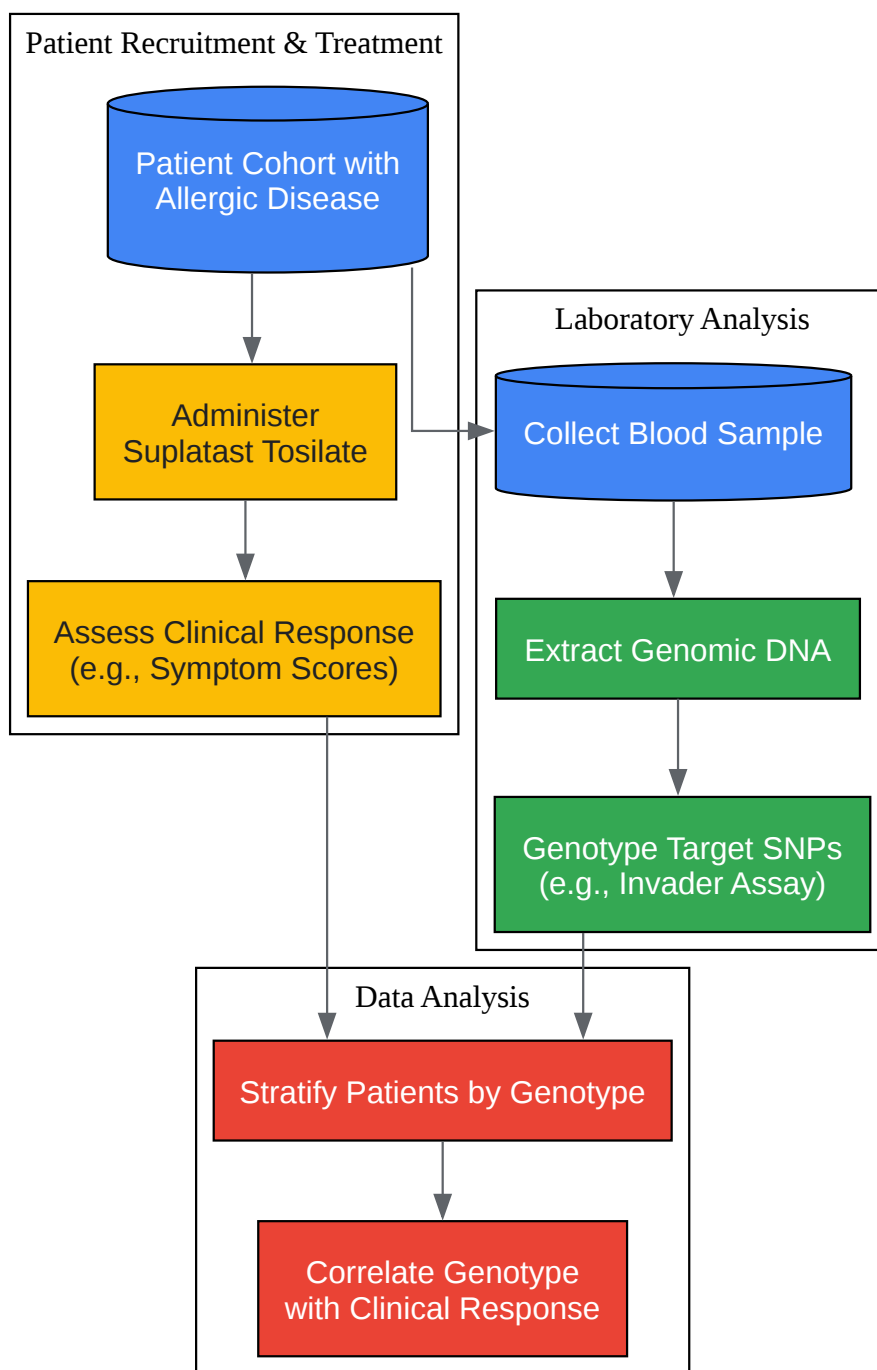 Patient Recruitment & Treatment
Patient Cohort with
Allergic Disease
Administer
Suplatast Tosilate
Assess Clinical Response
(e.g., Symptom Scores)
Laboratory Analysis
Collect Blood Sample
Extract Genomic DNA
Genotype Target SNPs
(e.g., Invader Assay)
Data Analysis
Stratify Patients by Genotype
Correlate Genotype
with Clinical Response